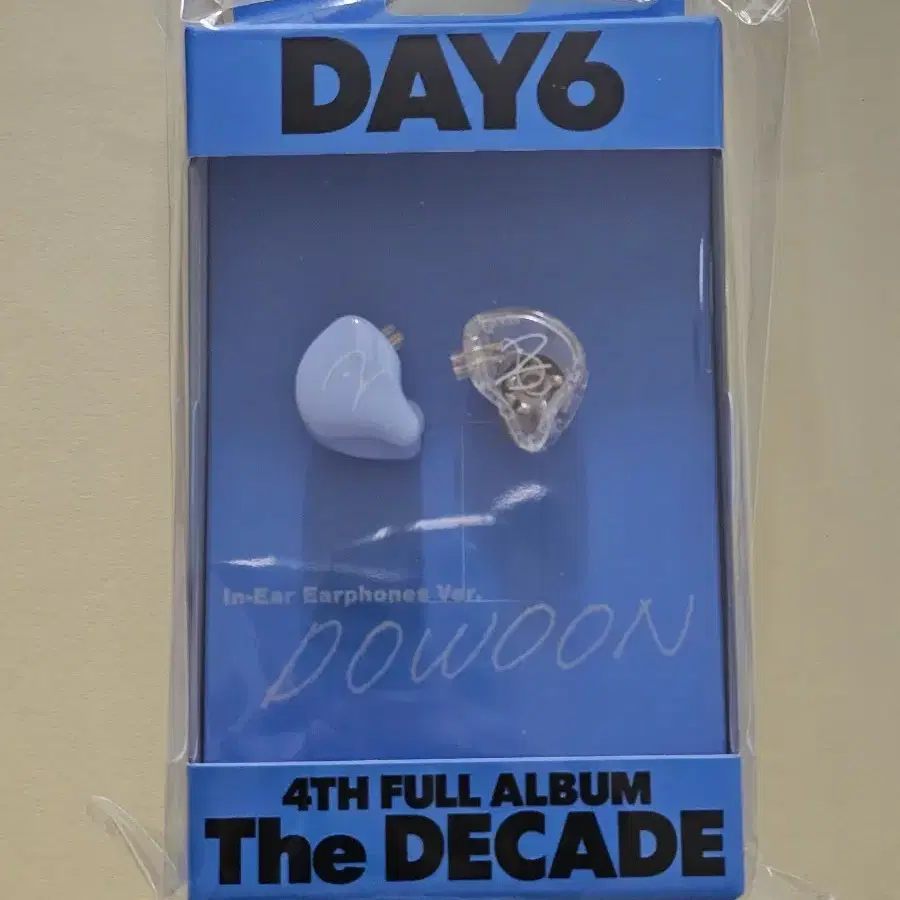 DAY6
In-Ear Earphones Ver.
DOWOON
4TH FULL ALBUM
The DECADE